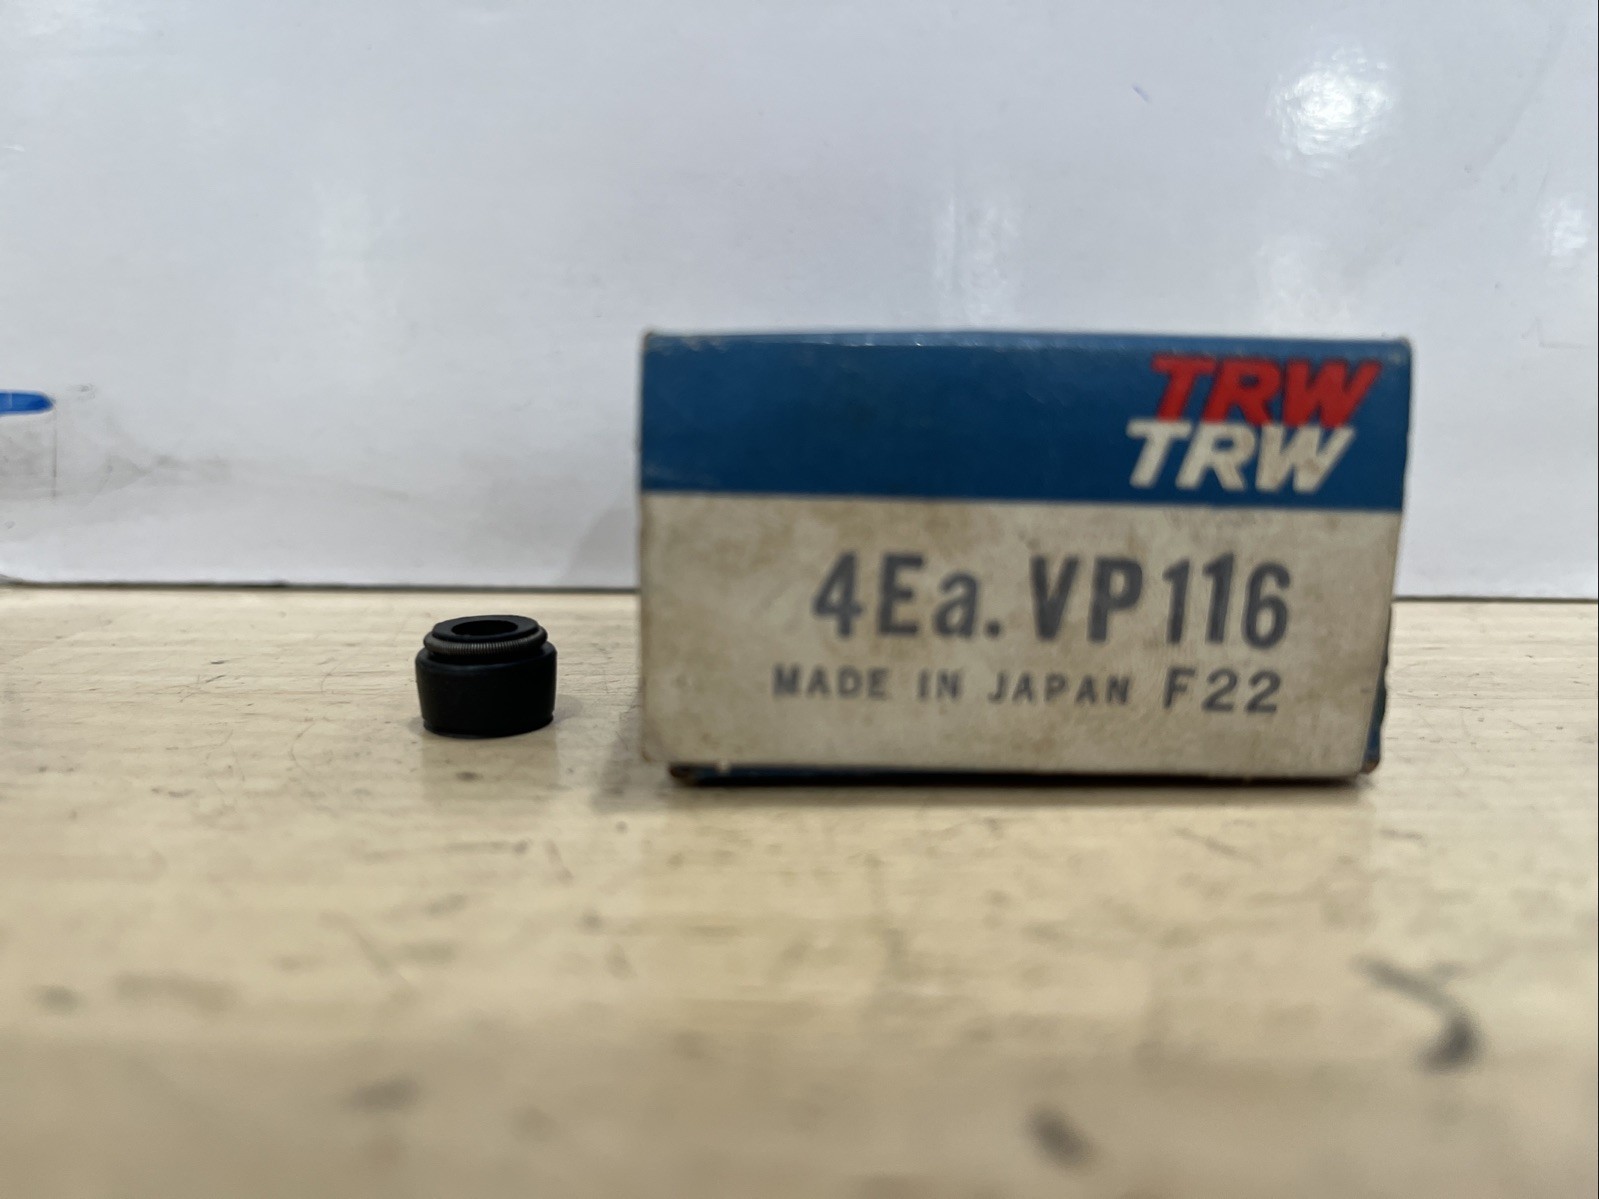 TRW
TRW
4Ea. VP116
MADE IN JAPAN F22